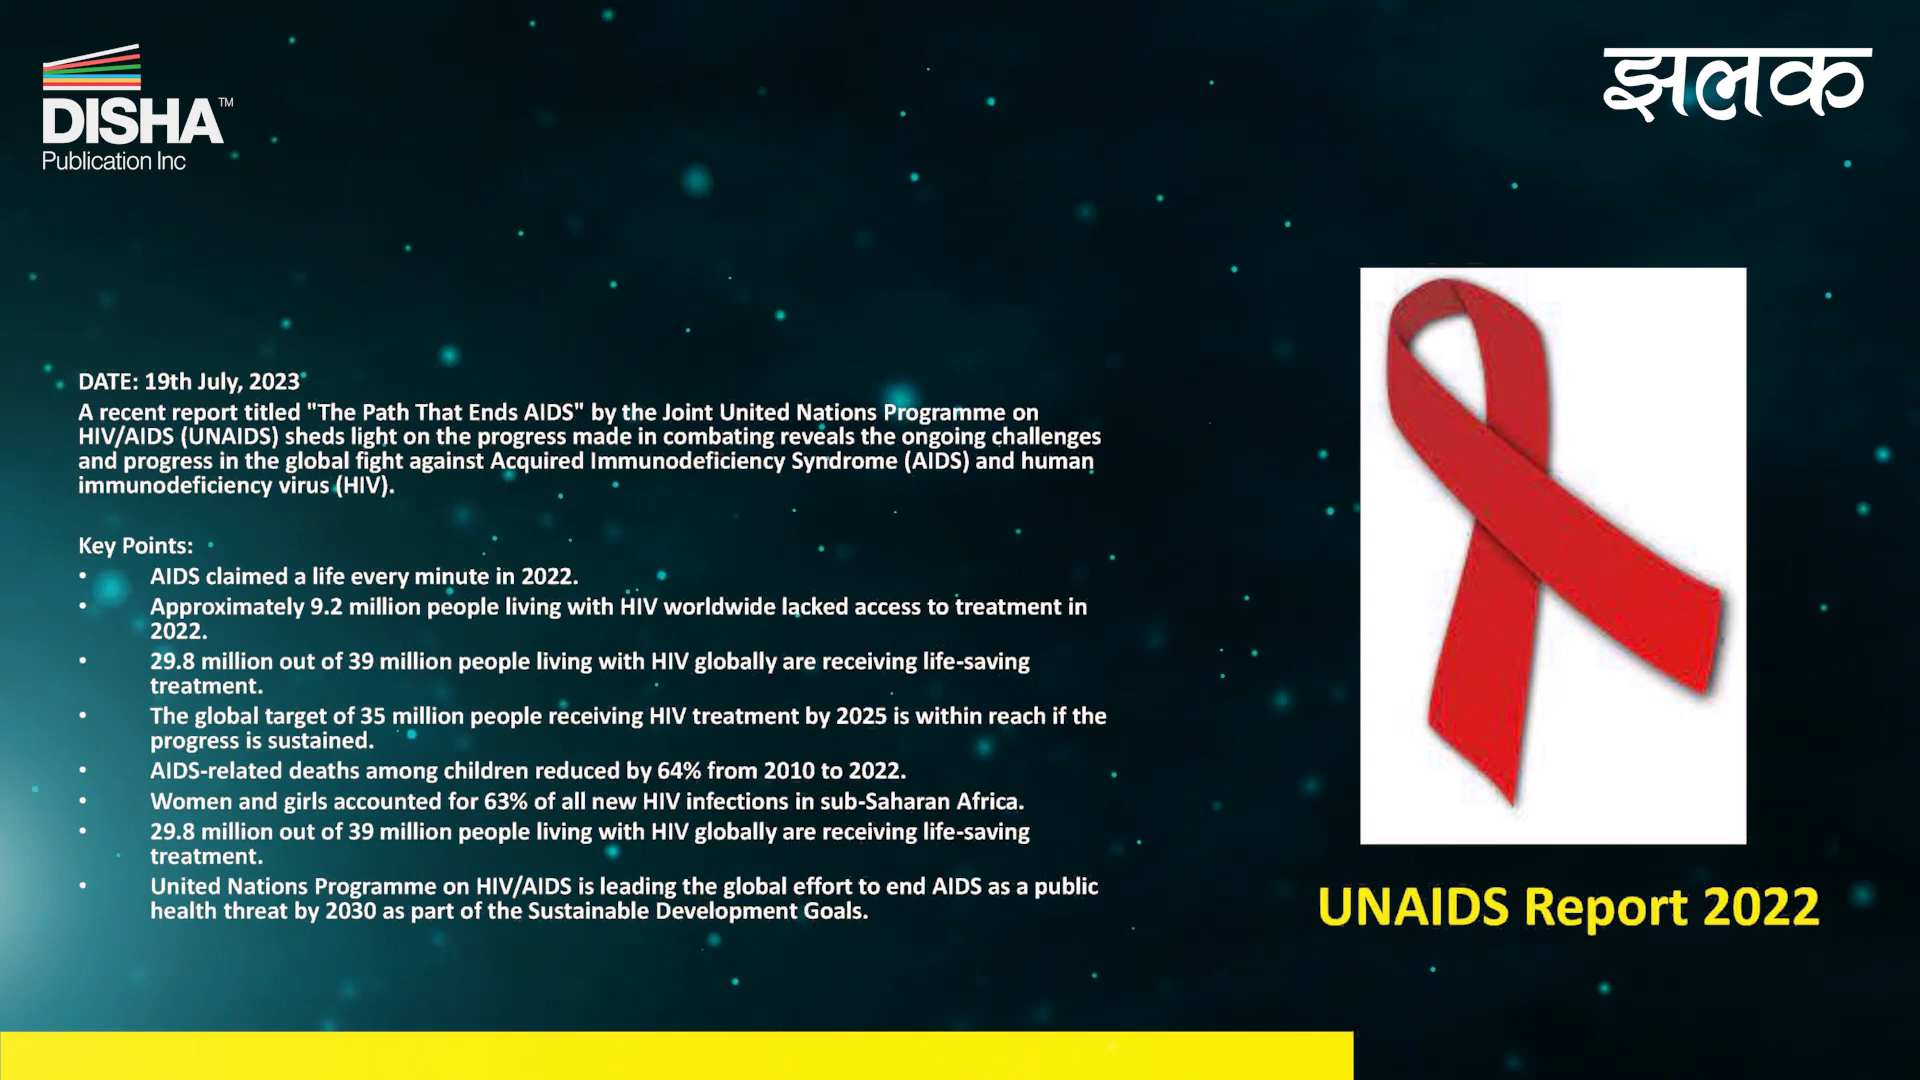 DISHA™
Publication Inc
झलक
DATE: 19th July, 2023
A recent report titled "The Path That Ends AIDS" by the Joint United Nations Programme on
HIV/AIDS (UNAIDS) sheds light on the progress made in combating reveals the ongoing challenges
and progress in the global fight against Acquired Immunodeficiency Syndrome (AIDS) and human
immunodeficiency virus (HIV).
Key Points:
• AIDS claimed a life every minute in 2022.
• Approximately 9.2 million people living with HIV worldwide lacked access to treatment in
2022.
• 29.8 million out of 39 million people living with HIV globally are receiving life-saving
treatment.
• The global target of 35 million people receiving HIV treatment by 2025 is within reach if the
progress is sustained.
• AIDS-related deaths among children reduced by 64% from 2010 to 2022.
• Women and girls accounted for 63% of all new HIV infections in sub-Saharan Africa.
• 29.8 million out of 39 million people living with HIV globally are receiving life-saving
treatment.
• United Nations Programme on HIV/AIDS is leading the global effort to end AIDS as a public
health threat by 2030 as part of the Sustainable Development Goals.
UNAIDS Report 2022